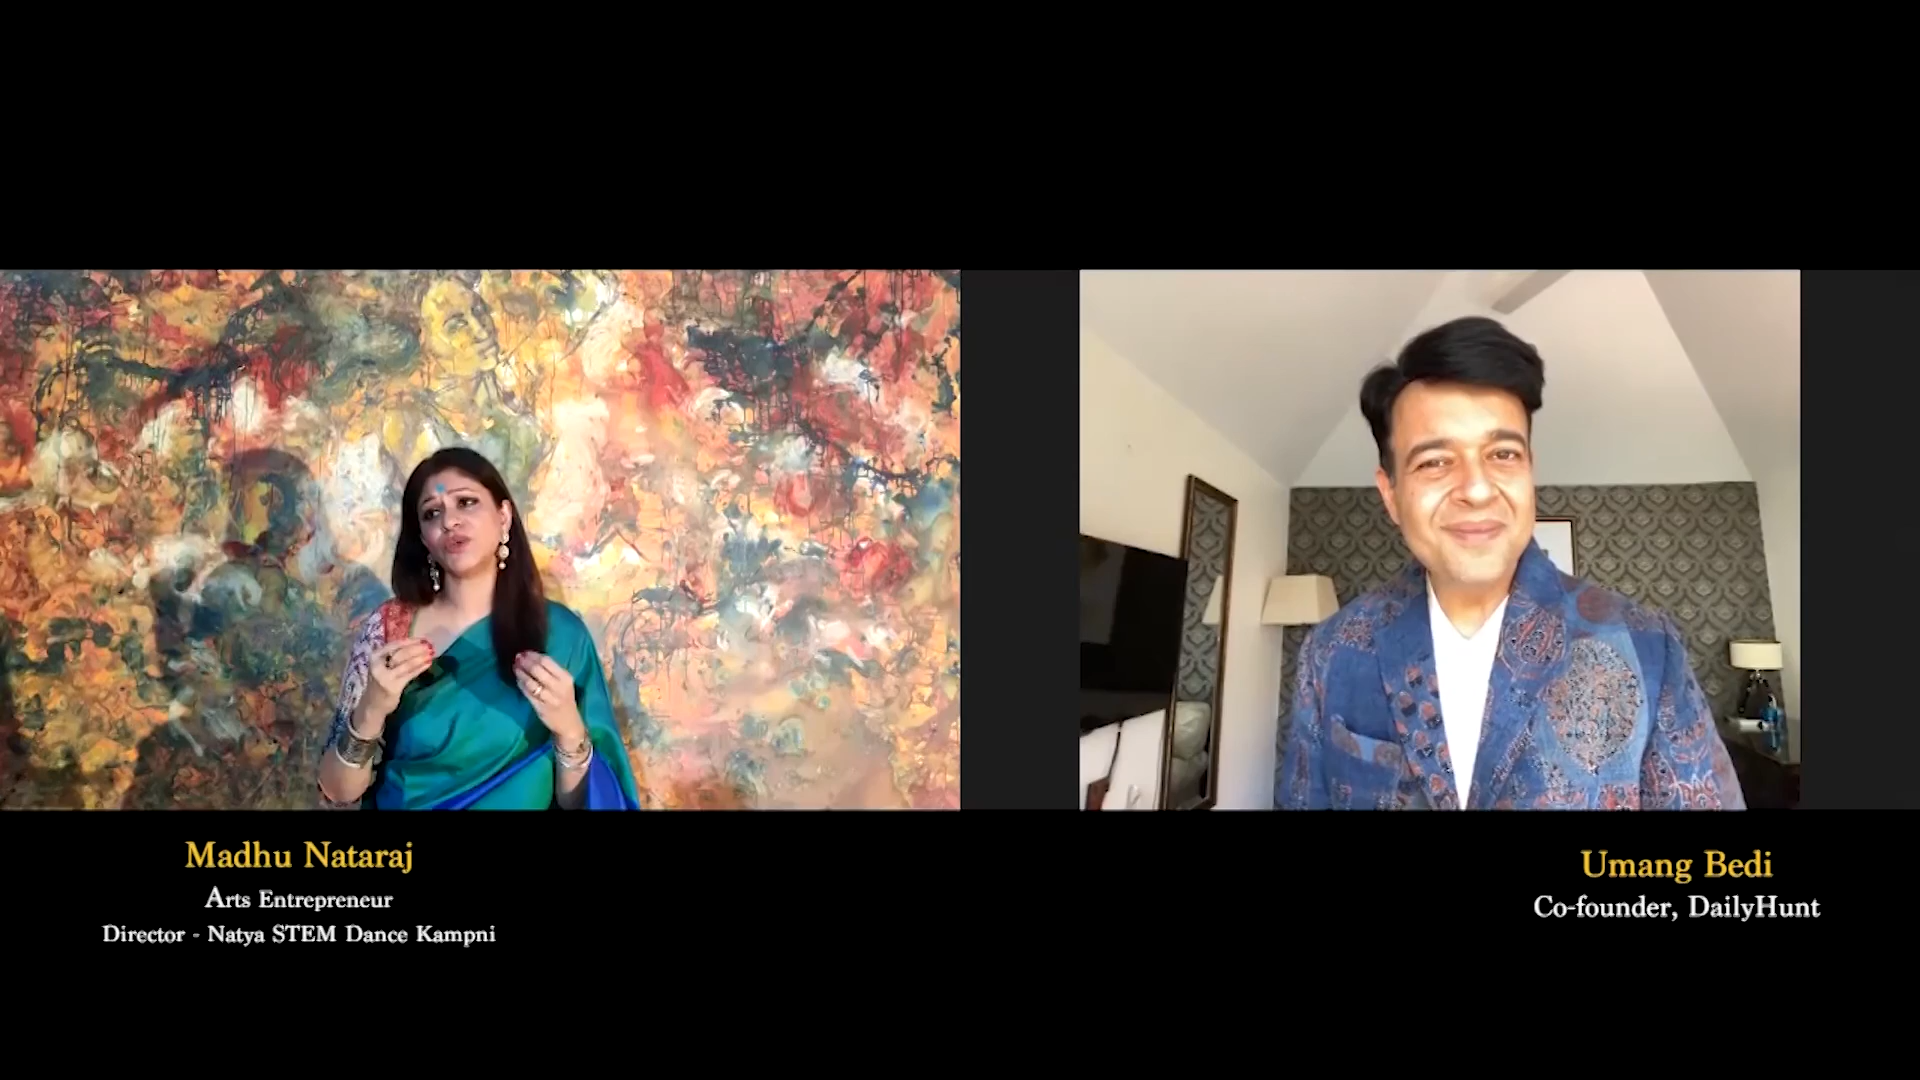 Madhu Nataraj
Arts Entrepreneur
Director - Natya STEM Dance Kampni
Umang Bedi
Co-founder, DailyHunt